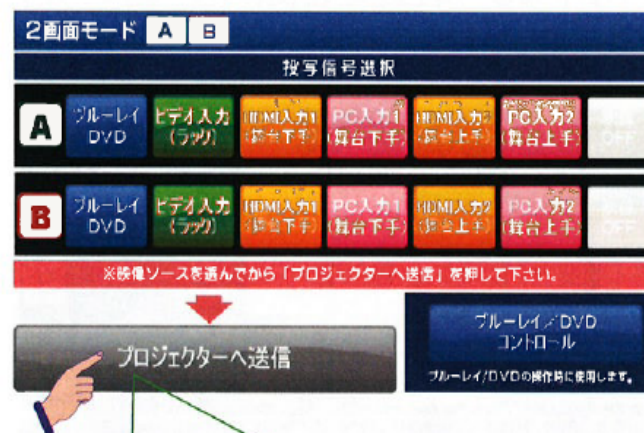 2画面モード A B
投写信号選択
A
ブルーレイ
DVD
ビデオ入力
(ラック)
HDMI入力1
(舞台下手)
PC入力1
(舞台下手)
HDMI入力2
(舞台上手)
PC入力2
(舞台上手)
OFF
B
ブルーレイ
DVD
ビデオ入力
(ラック)
HDMI入力1
(舞台下手)
PC入力1
(舞台下手)
HDMI入力2
(舞台上手)
PC入力2
(舞台上手)
OFF
※映像ソースを選んでから「プロジェクターへ送信」を押して下さい。
プロジェクターへ送信
ブルーレイ/DVD
コントロール
ブルーレイ/DVDの操作時に使用します。